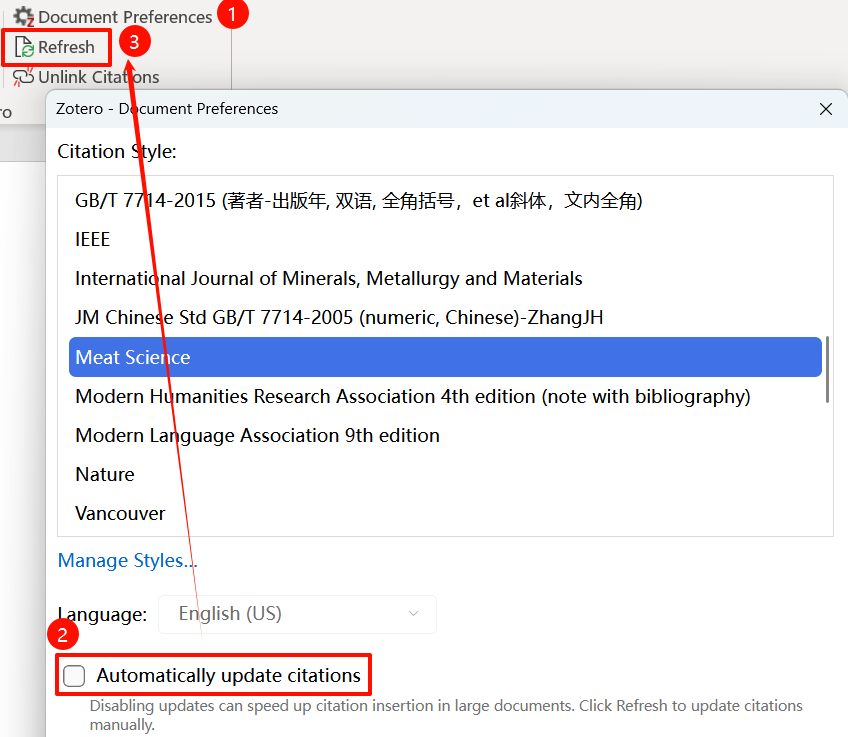 Document Preferences
1
Refresh
3
Unlink Citations
ro
Zotero - Document Preferences
Citation Style:
GB/T 7714-2015 (著者-出版年, 双语, 全角括号，et al斜体，文内全角)
IEEE
International Journal of Minerals, Metallurgy and Materials
JM Chinese Std GB/T 7714-2005 (numeric, Chinese)-ZhangJH
Meat Science
Modern Humanities Research Association 4th edition (note with bibliography)
Modern Language Association 9th edition
Nature
Vancouver
Manage Styles...
Language: English (US)
2
Automatically update citations
Disabling updates can speed up citation insertion in large documents. Click Refresh to update citations
manually.